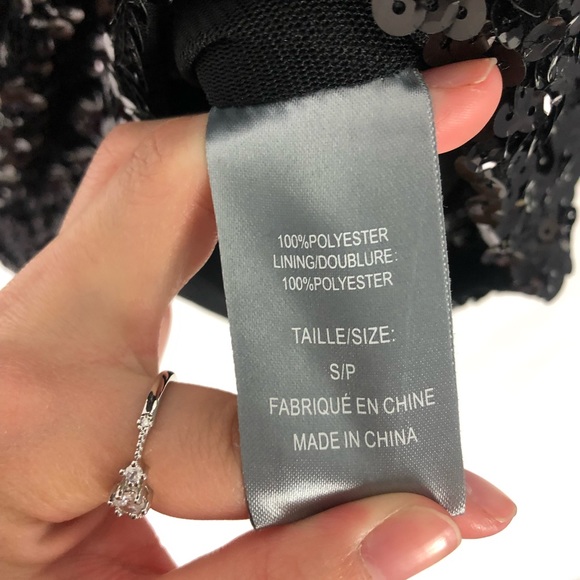 100%POLYESTER
LINING/DOUBLURE:
100%POLYESTER
TAILLE/SIZE:
S/P
FABRIQUÉ EN CHINE
MADE IN CHINA